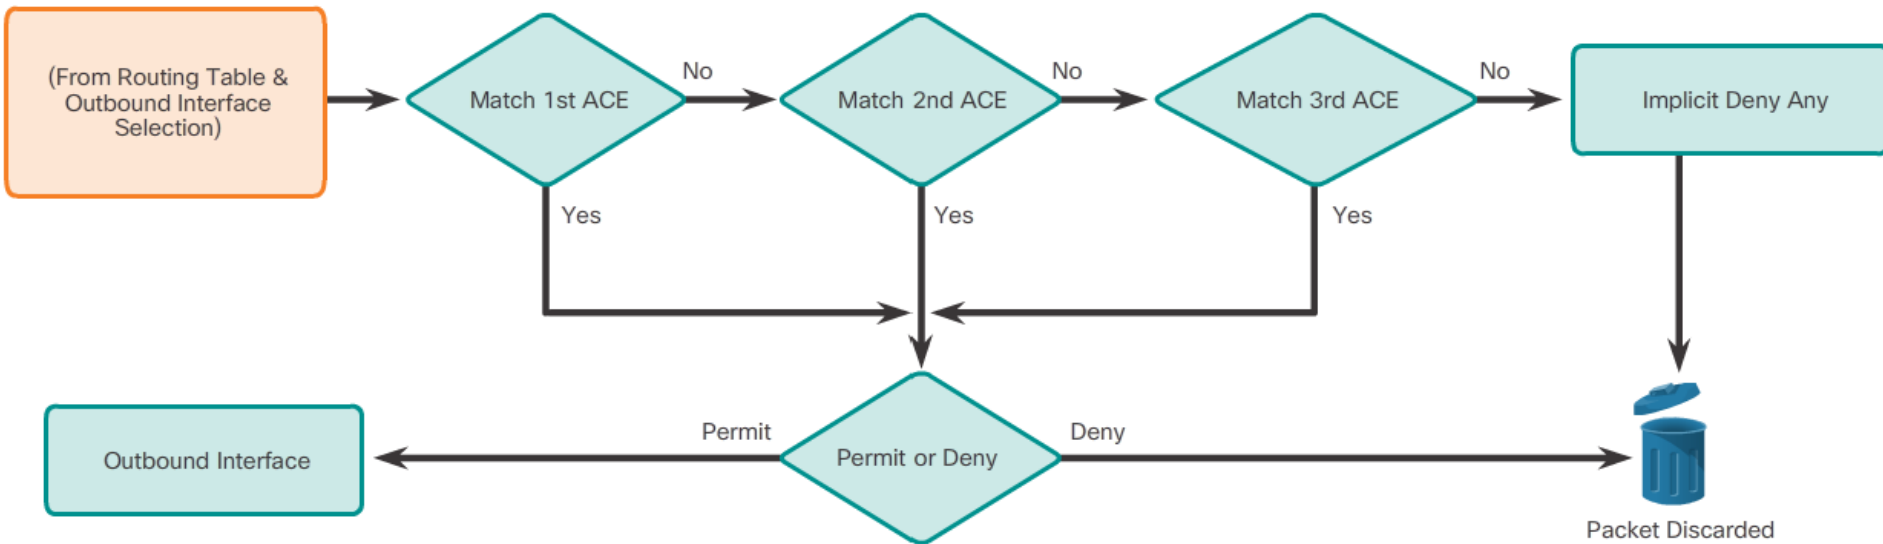 (From Routing Table &
Outbound Interface
Selection)
Match 1st ACE
No
Match 2nd ACE
No
Match 3rd ACE
No
Implicit Deny Any
Yes
Yes
Yes
Outbound Interface
Permit
Permit or Deny
Deny
Packet Discarded